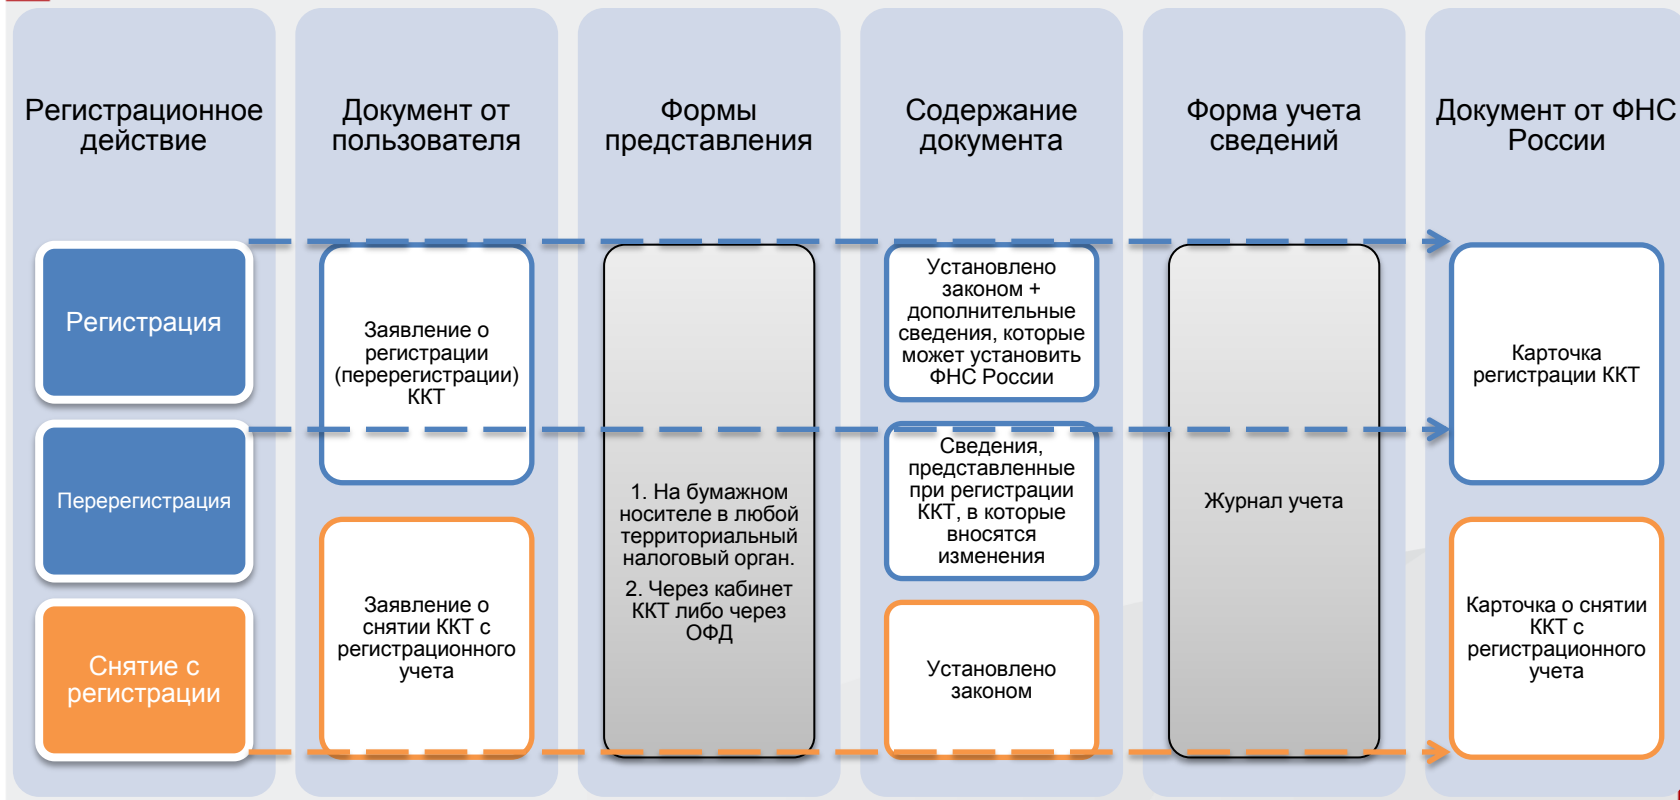 Регистрационное
действие
Документ от
пользователя
Формы
представления
Содержание
документа
Форма учета
сведений
Документ от ФНС
России
Регистрация
Перерегистрация
Снятие с
регистрации
Заявление о
регистрации
(перерегистрации)
ККТ
Заявление о
снятии ККТ с
регистрационного
учета
1. На бумажном
носителе в любой
территориальный
налоговый орган.
2. Через кабинет
ККТ либо через
ОФД
Установлено
законом +
дополнительные
сведения, которые
может установить
ФНС России
Сведения,
представленные
при регистрации
ККТ, в которые
вносятся
изменения
Установлено
законом
Журнал учета
Карточка
регистрации ККТ
Карточка о снятии
ККТ с
регистрационного
учета